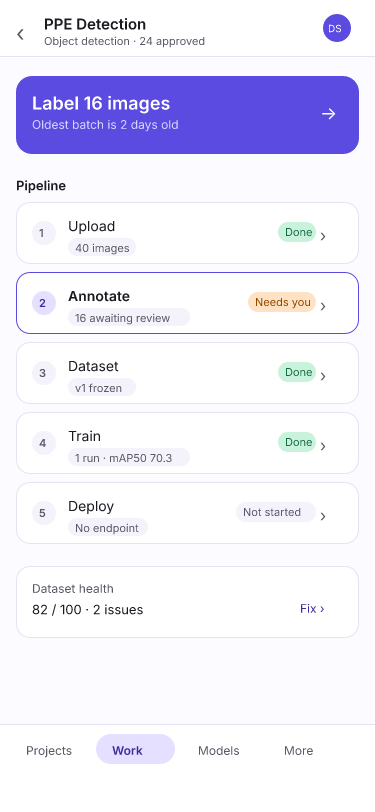 PPE Detection
Object detection · 24 approved
DS
Label 16 images
Oldest batch is 2 days old
Pipeline
1
Upload
40 images
Done
2
Annotate
16 awaiting review
Needs you
3
Dataset
v1 frozen
Done
4
Train
1 run · mAP50 70.3
Done
5
Deploy
No endpoint
Not started
Dataset health
82 / 100 · 2 issues
Fix ›
Projects
Work
Models
More